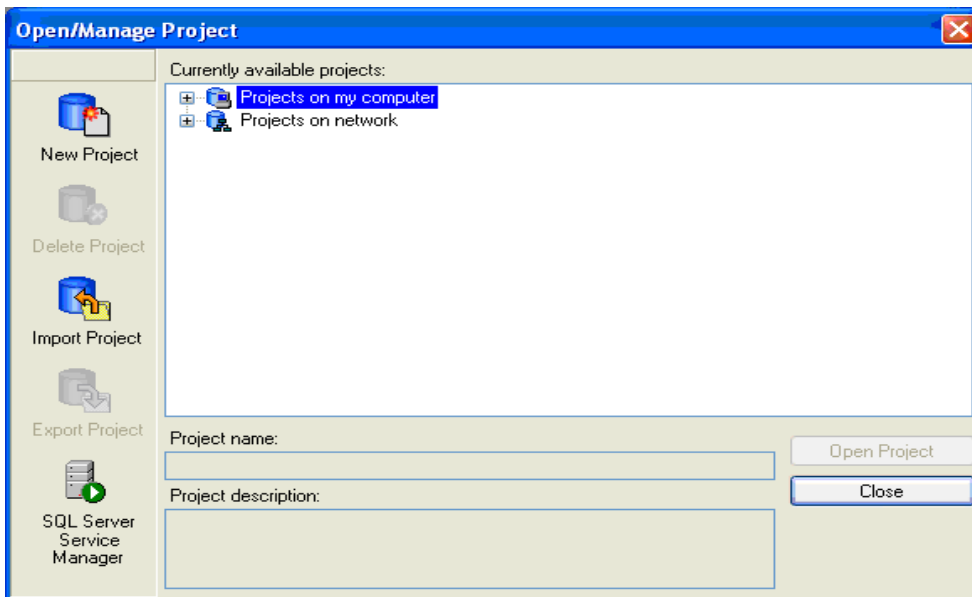 Open/Manage Project
Currently available projects:
Projects on my computer
Projects on network
New Project
Delete Project
Import Project
Export Project
SQL Server
Service
Manager
Project name:
Open Project
Close
Project description: